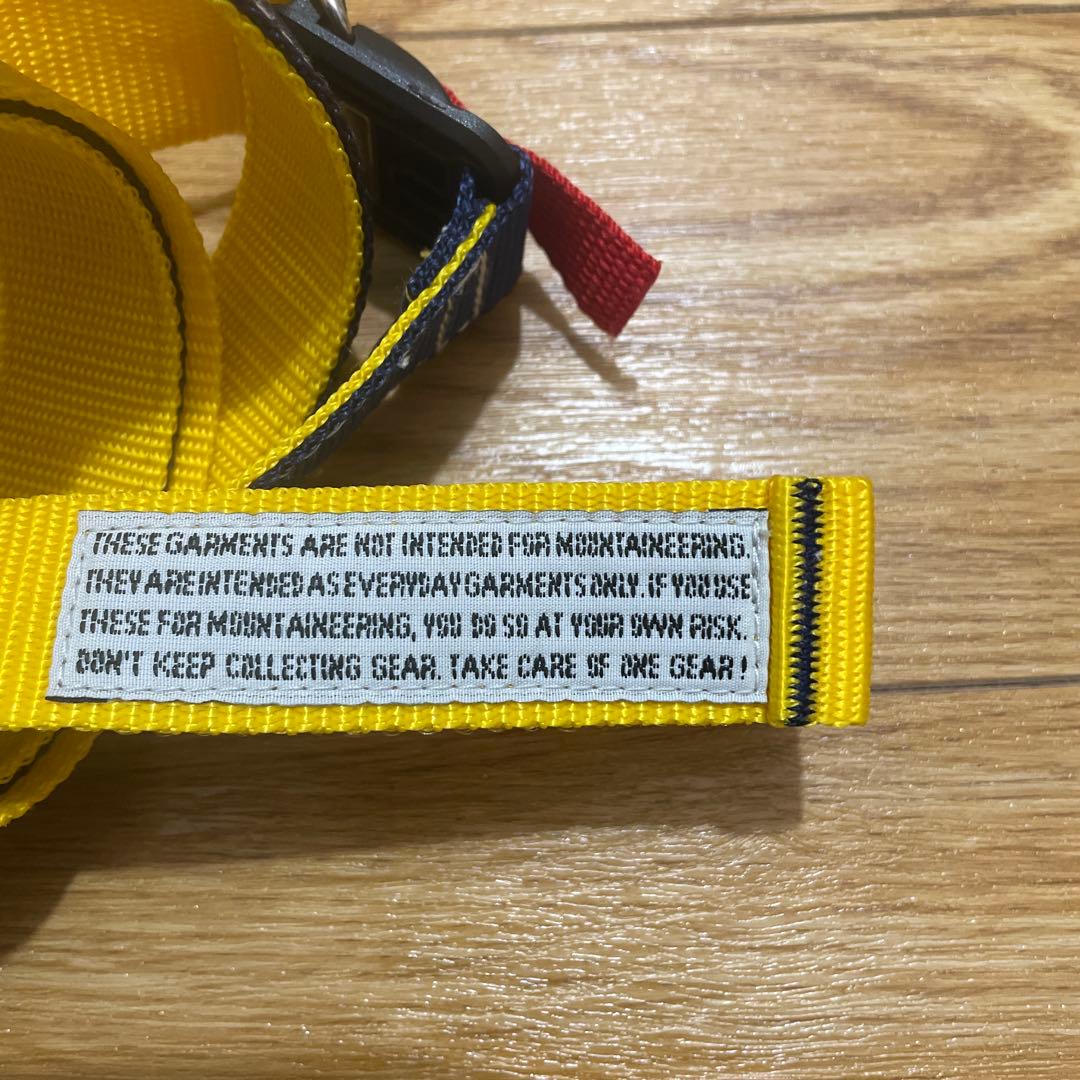 THESE GARMENTS ARE NOT INTENDED FOR MOUNTAINEERING.
THEY ARE INTENDED AS EVERYDAY GARMENTS ONLY. IF YOU USE
THESE FOR MOUNTAINEERING, YOU DO SO AT YOUR OWN RISK.
DON'T KEEP COLLECTING GEAR. TAKE CARE OF ONE GEAR!